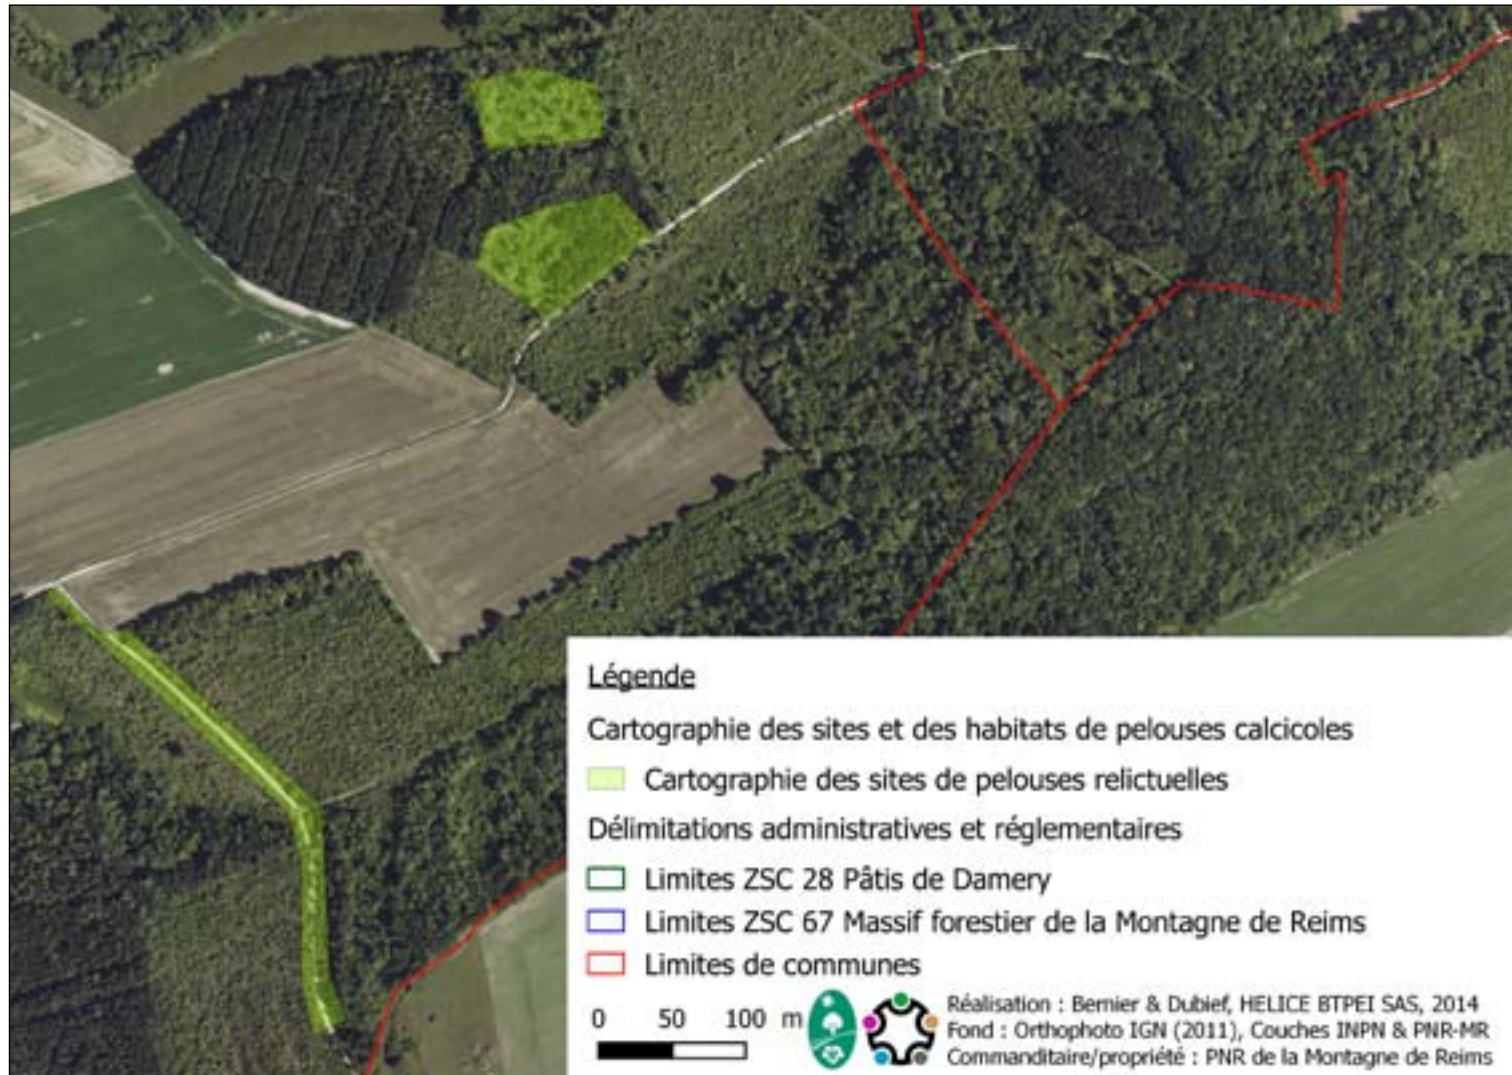 Légende
Cartographie des sites et des habitats de pelouses calcicoles
Cartographie des sites de pelouses relictuelles
Délimitations administratives et réglementaires
Limites ZSC 28 Pâtis de Damery
Limites ZSC 67 Massif forestier de la Montagne de Reims
Limites de communes
0 50 100 m
Réalisation : Bernier & Dubief, HELICE BTPEI SAS, 2014
Fond : Orthophoto IGN (2011), Couches INPN & PNR-MR
Commanditaire/propriété : PNR de la Montagne de Reims